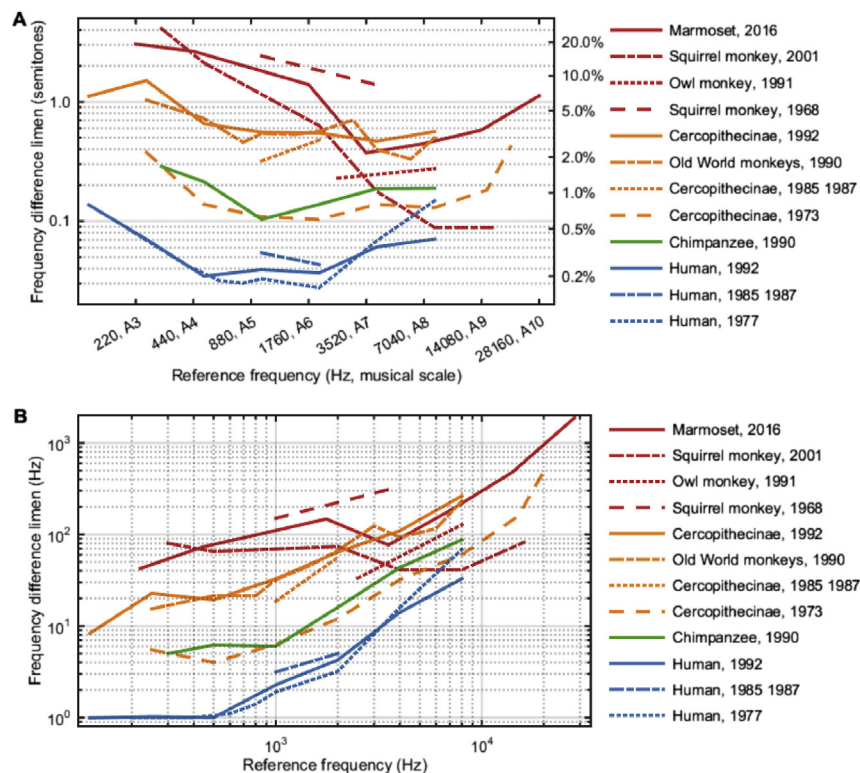 A
Frequency difference limen (semitones)
1.0
0.1
20.0%
10.0%
5.0%
2.0%
1.0%
0.5%
0.2%
220, A3
440, A4
880, A5
1760, A6
3520, A7
7040, A8
14080, A9
28160, A10
Reference frequency (Hz, musical scale)
Marmoset, 2016
Squirrel monkey, 2001
Owl monkey, 1991
Squirrel monkey, 1968
Cercopithecinae, 1992
Old World monkeys, 1990
Cercopithecinae, 1985 1987
Cercopithecinae, 1973
Chimpanzee, 1990
Human, 1992
Human, 1985 1987
Human, 1977
B
Frequency difference limen (Hz)
10³
10²
10¹
10⁰
10³
10⁴
Reference frequency (Hz)
Marmoset, 2016
Squirrel monkey, 2001
Owl monkey, 1991
Squirrel monkey, 1968
Cercopithecinae, 1992
Old World monkeys, 1990
Cercopithecinae, 1985 1987
Cercopithecinae, 1973
Chimpanzee, 1990
Human, 1992
Human, 1985 1987
Human, 1977